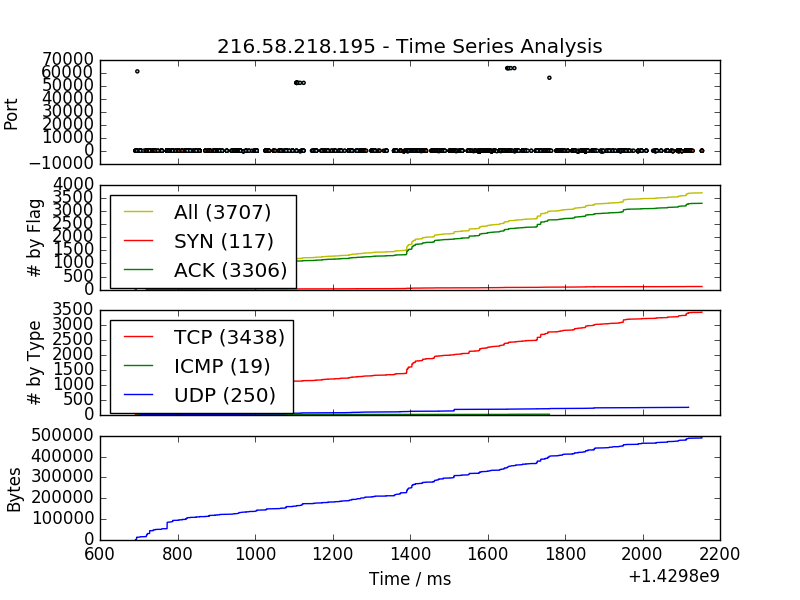 216.58.218.195 - Time Series Analysis
70000
60000
50000
40000
30000
20000
10000
0
−10000
Port
4000
3500
3000
2500
2000
1500
1000
500
0
# by Flag
All (3707)
SYN (117)
ACK (3306)
3500
3000
2500
2000
1500
1000
500
0
# by Type
TCP (3438)
ICMP (19)
UDP (250)
500000
400000
300000
200000
100000
0
Bytes
600 800 1000 1200 1400 1600 1800 2000 2200
Time / ms
+1.4298e9